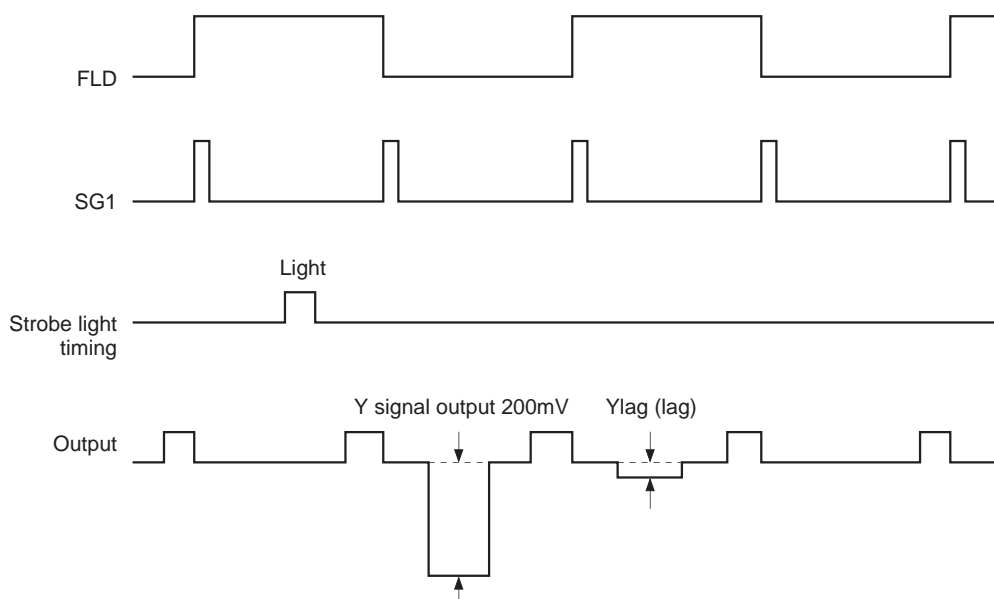 FLD
SG1
Light
Strobe light
timing
Y signal output 200mV
Ylag (lag)
Output